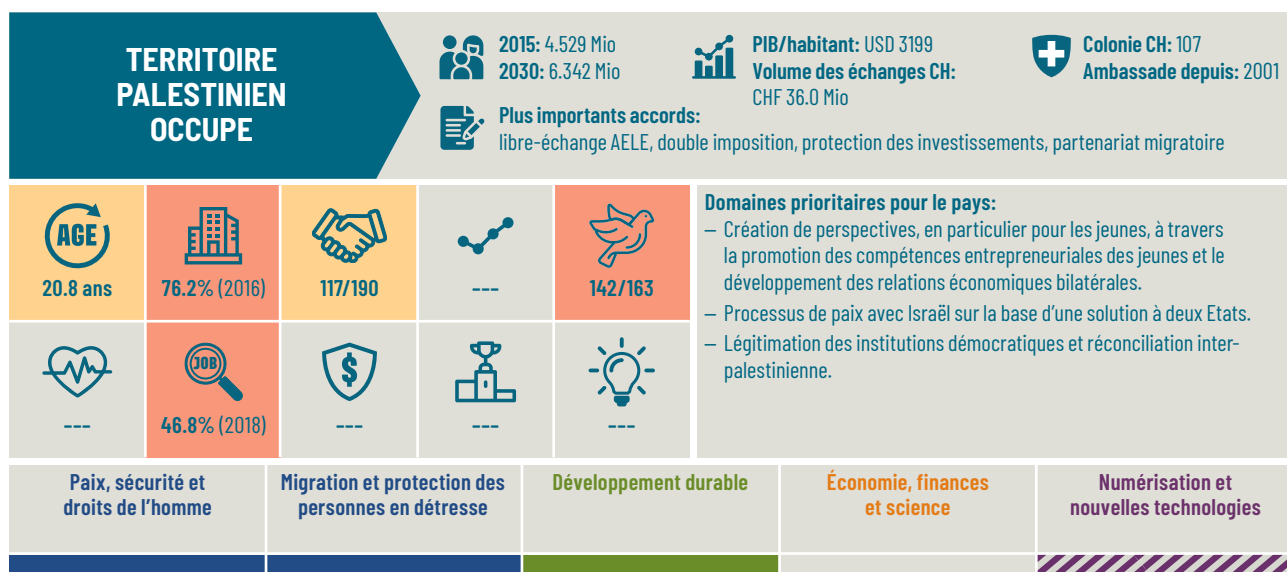 TERRITOIRE
PALESTINIEN
OCCUPE
2015: 4.529 Mio
2030: 6.342 Mio
PIB/habitant: USD 3199
Volume des échanges CH:
CHF 36.0 Mio
Colonie CH: 107
Ambassade depuis: 2001
Plus importants accords:
libre-échange AELE, double imposition, protection des investissements, partenariat migratoire
AGE
20.8 ans
76.2% (2016)
117/190
---
142/163
---
JOB
46.8% (2018)
$
---
---
---
Domaines prioritaires pour le pays:
– Création de perspectives, en particulier pour les jeunes, à travers
la promotion des compétences entrepreneuriales des jeunes et le
développement des relations économiques bilatérales.
– Processus de paix avec Israël sur la base d’une solution à deux Etats.
– Légitimation des institutions démocratiques et réconciliation inter-
palestinienne.
Paix, sécurité et
droits de l’homme
Migration et protection des
personnes en détresse
Développement durable
Économie, finances
et science
Numérisation et
nouvelles technologies